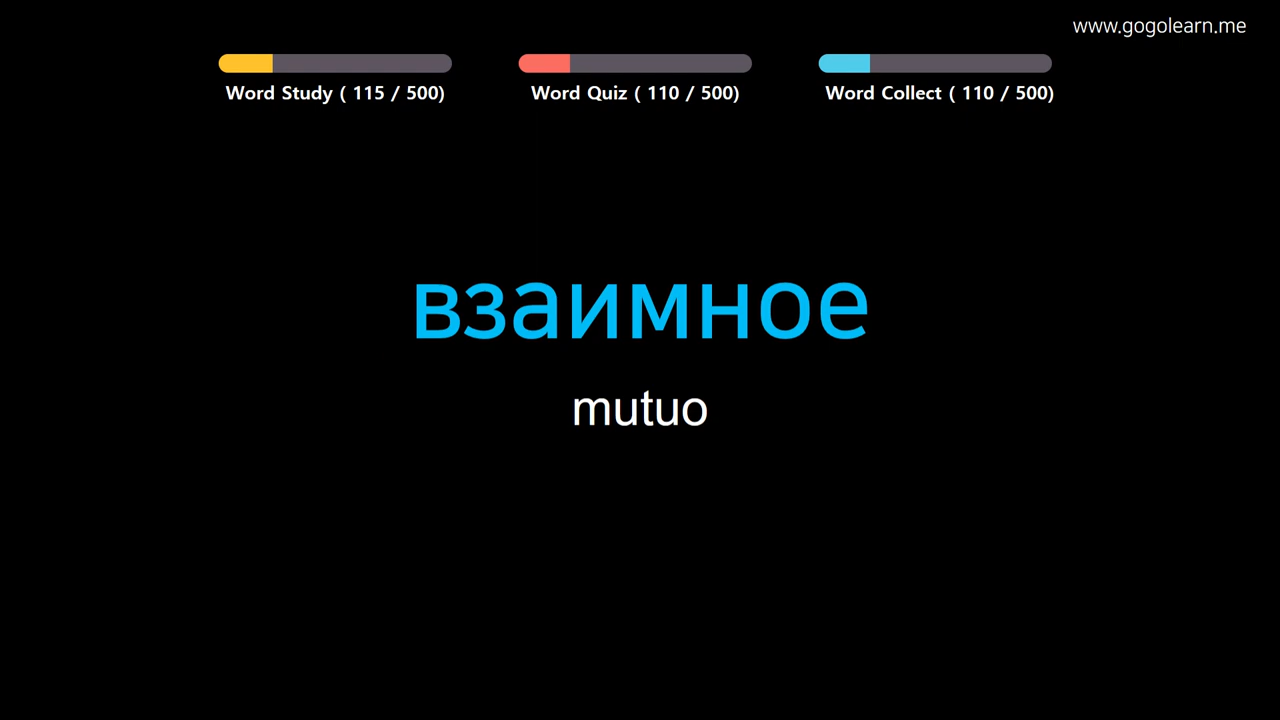 www.gogolearn.me
Word Study ( 115 / 500)
Word Quiz ( 110 / 500)
Word Collect ( 110 / 500)
взаимное
mutuo